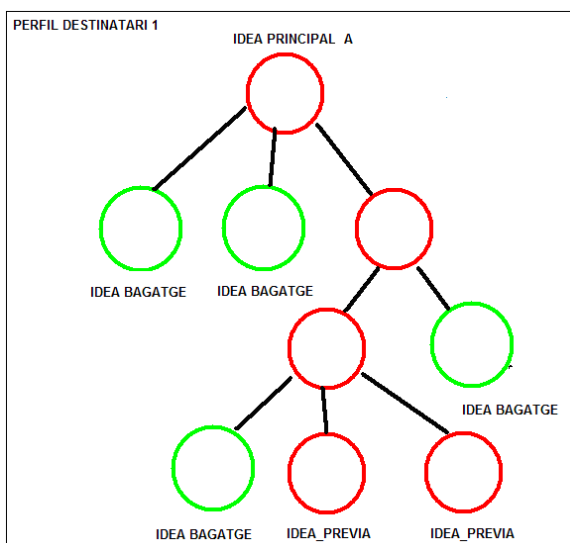 PERFIL DESTINATARI 1
IDEA PRINCIPAL A
IDEA BAGATGE
IDEA BAGATGE
IDEA BAGATGE
IDEA BAGATGE
IDEA_PREVIA
IDEA_PREVIA